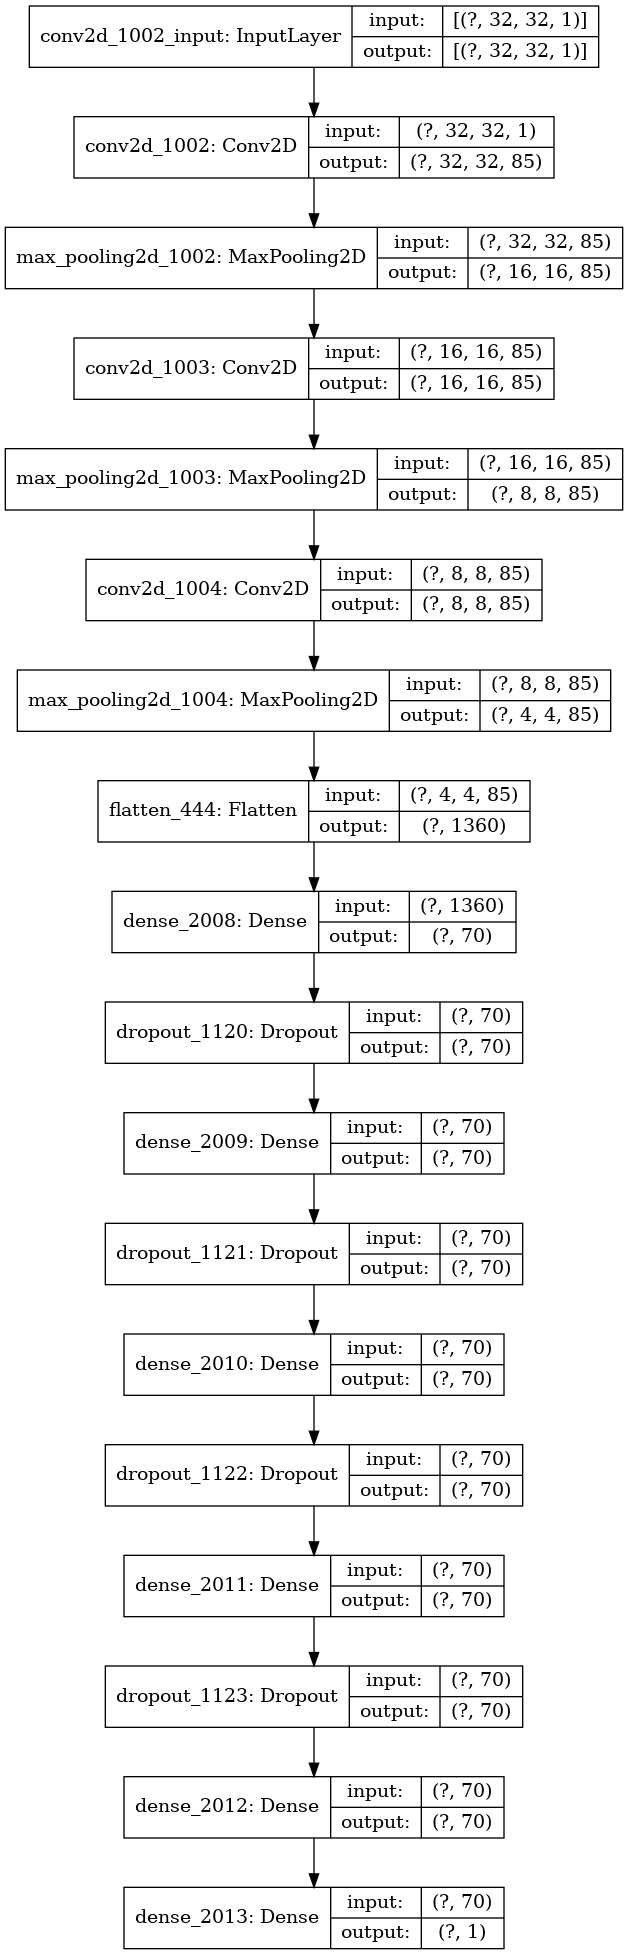 conv2d_1002_input: InputLayer input: [(?, 32, 32, 1)]
output: [(?, 32, 32, 1)]
conv2d_1002: Conv2D input: (?, 32, 32, 1)
output: (?, 32, 32, 85)
max_pooling2d_1002: MaxPooling2D input: (?, 32, 32, 85)
output: (?, 16, 16, 85)
conv2d_1003: Conv2D input: (?, 16, 16, 85)
output: (?, 16, 16, 85)
max_pooling2d_1003: MaxPooling2D input: (?, 16, 16, 85)
output: (?, 8, 8, 85)
conv2d_1004: Conv2D input: (?, 8, 8, 85)
output: (?, 8, 8, 85)
max_pooling2d_1004: MaxPooling2D input: (?, 8, 8, 85)
output: (?, 4, 4, 85)
flatten_444: Flatten input: (?, 4, 4, 85)
output: (?, 1360)
dense_2008: Dense input: (?, 1360)
output: (?, 70)
dropout_1120: Dropout input: (?, 70)
output: (?, 70)
dense_2009: Dense input: (?, 70)
output: (?, 70)
dropout_1121: Dropout input: (?, 70)
output: (?, 70)
dense_2010: Dense input: (?, 70)
output: (?, 70)
dropout_1122: Dropout input: (?, 70)
output: (?, 70)
dense_2011: Dense input: (?, 70)
output: (?, 70)
dropout_1123: Dropout input: (?, 70)
output: (?, 70)
dense_2012: Dense input: (?, 70)
output: (?, 70)
dense_2013: Dense input: (?, 70)
output: (?, 1)